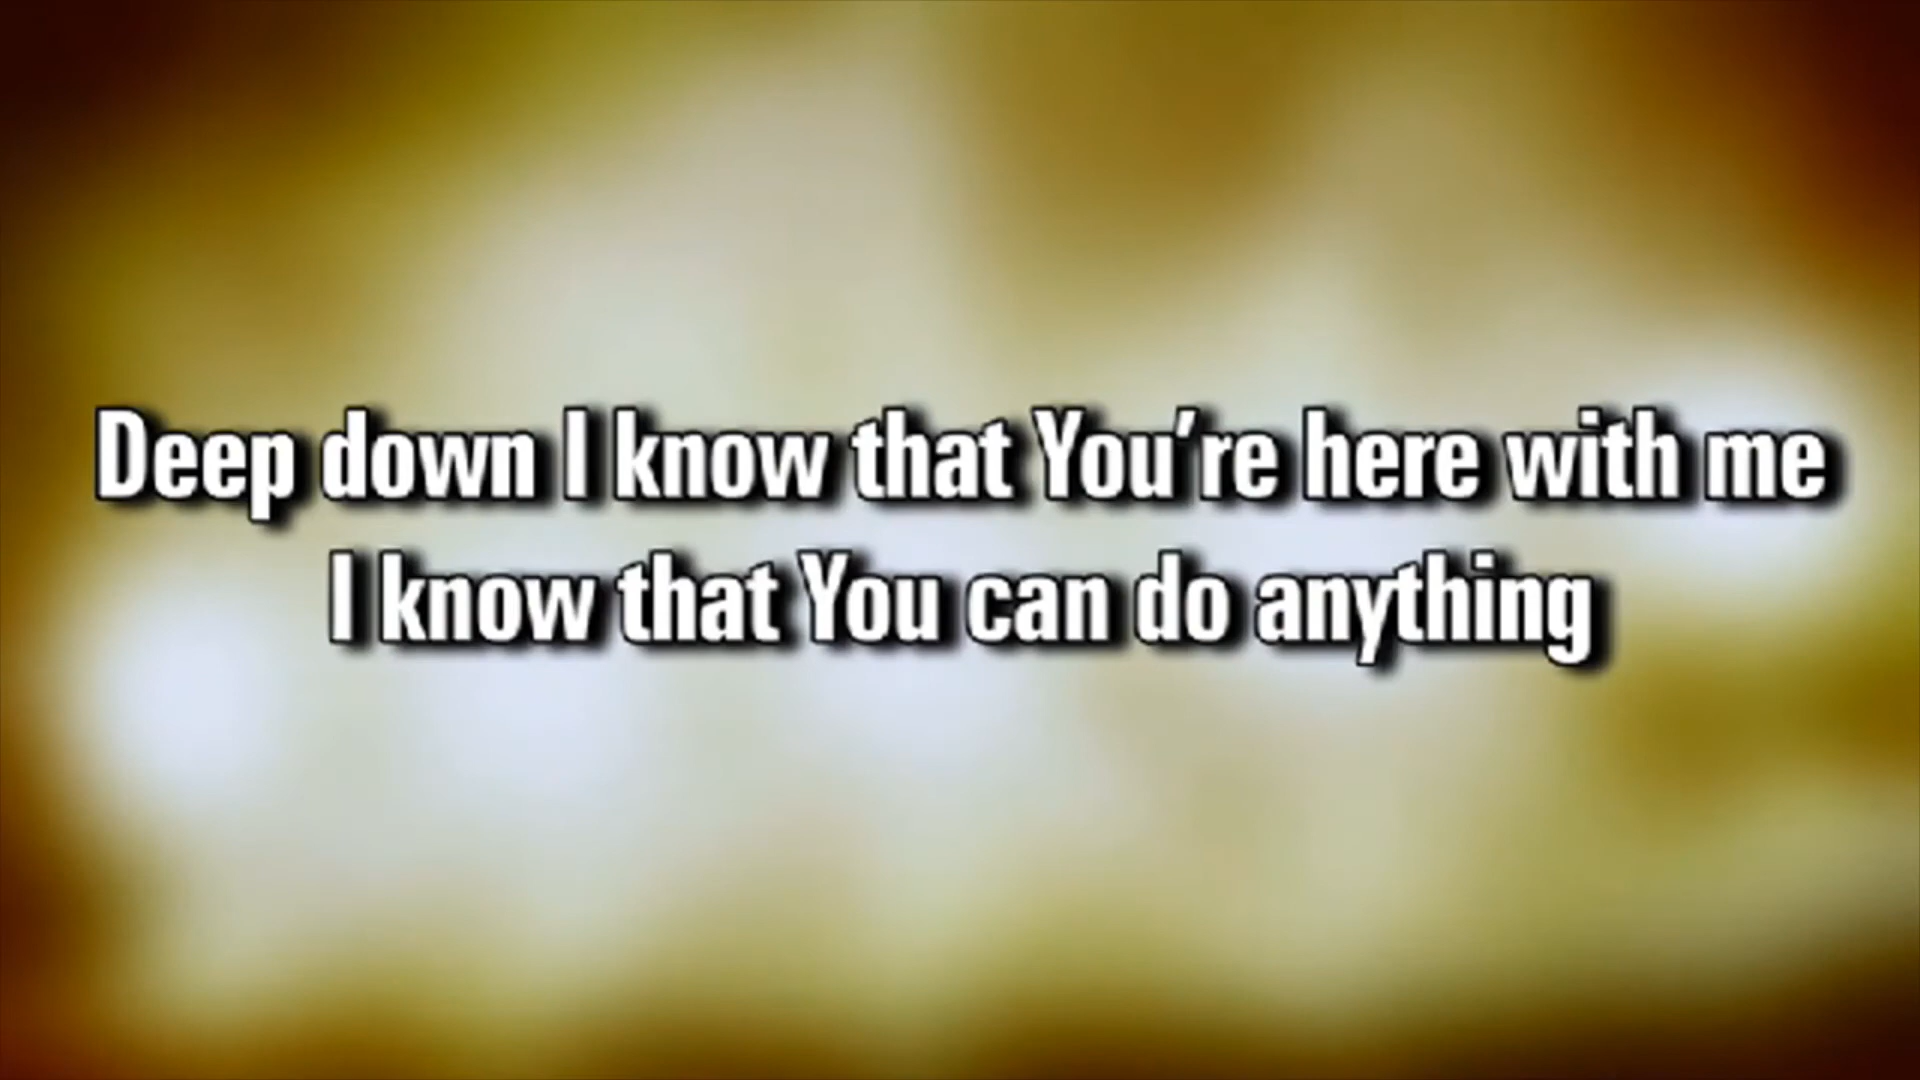 Deep down I know that You’re here with me
I know that You can do anything